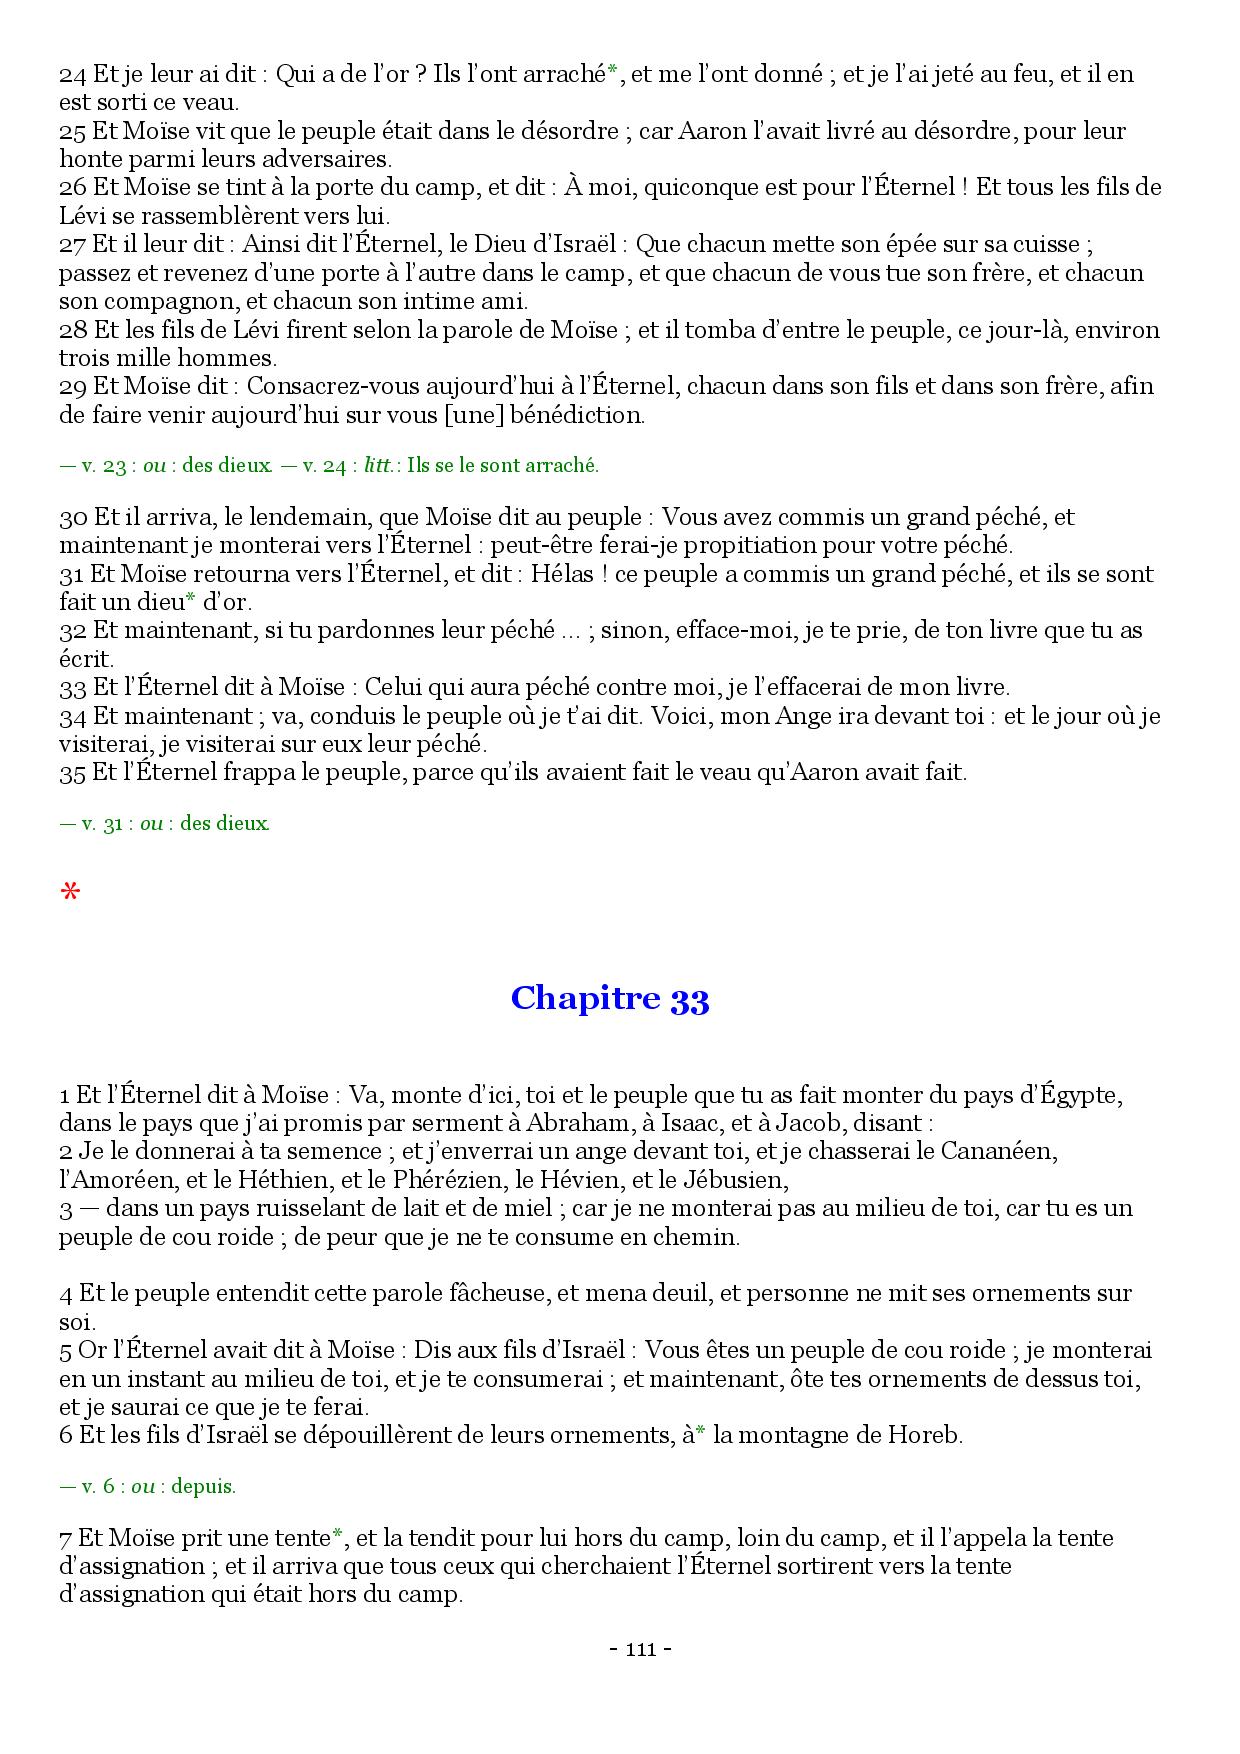 24 Et je leur ai dit : Qui a de l’or ? Ils l’ont arraché*, et me l’ont donné ; et je l’ai jeté au feu, et il en
est sorti ce veau.
25 Et Moïse vit que le peuple était dans le désordre ; car Aaron l’avait livré au désordre, pour leur
honte parmi leurs adversaires.
26 Et Moïse se tint à la porte du camp, et dit : À moi, quiconque est pour l’Éternel ! Et tous les fils de
Lévi se rassemblèrent vers lui.
27 Et il leur dit : Ainsi dit l’Éternel, le Dieu d’Israël : Que chacun mette son épée sur sa cuisse ;
passez et revenez d’une porte à l’autre dans le camp, et que chacun de vous tue son frère, et chacun
son compagnon, et chacun son intime ami.
28 Et les fils de Lévi firent selon la parole de Moïse ; et il tomba d’entre le peuple, ce jour-là, environ
trois mille hommes.
29 Et Moïse dit : Consacrez-vous aujourd’hui à l’Éternel, chacun dans son fils et dans son frère, afin
de faire venir aujourd’hui sur vous [une] bénédiction.
— v. 23 : ou : des dieux. — v. 24 : litt.: Ils se le sont arraché.
30 Et il arriva, le lendemain, que Moïse dit au peuple : Vous avez commis un grand péché, et
maintenant je monterai vers l’Éternel : peut-être ferai-je propitiation pour votre péché.
31 Et Moïse retourna vers l’Éternel, et dit : Hélas ! ce peuple a commis un grand péché, et ils se sont
fait un dieu* d’or.
32 Et maintenant, si tu pardonnes leur péché ... ; sinon, efface-moi, je te prie, de ton livre que tu as
écrit.
33 Et l’Éternel dit à Moïse : Celui qui aura péché contre moi, je l’effacerai de mon livre.
34 Et maintenant ; va, conduis le peuple où je t’ai dit. Voici, mon Ange ira devant toi : et le jour où je
visiterai, je visiterai sur eux leur péché.
35 Et l’Éternel frappa le peuple, parce qu’ils avaient fait le veau qu’Aaron avait fait.
— v. 31 : ou : des dieux.
*
Chapitre 33
1 Et l’Éternel dit à Moïse : Va, monte d’ici, toi et le peuple que tu as fait monter du pays d’Égypte,
dans le pays que j’ai promis par serment à Abraham, à Isaac, et à Jacob, disant :
2 Je le donnerai à ta semence ; et j’enverrai un ange devant toi, et je chasserai le Cananéen,
l’Amoréen, et le Héthien, et le Phérézien, le Hévien, et le Jébusien,
3 — dans un pays ruisselant de lait et de miel ; car je ne monterai pas au milieu de toi, car tu es un
peuple de cou roide ; de peur que je ne te consume en chemin.
4 Et le peuple entendit cette parole fâcheuse, et mena deuil, et personne ne mit ses ornements sur
soi.
5 Or l’Éternel avait dit à Moïse : Dis aux fils d’Israël : Vous êtes un peuple de cou roide ; je monterai
en un instant au milieu de toi, et je te consumerai ; et maintenant, ôte tes ornements de dessus toi,
et je saurai ce que je te ferai.
6 Et les fils d’Israël se dépouillèrent de leurs ornements, à* la montagne de Horeb.
— v. 6 : ou : depuis.
7 Et Moïse prit une tente*, et la tendit pour lui hors du camp, loin du camp, et il l’appela la tente
d’assignation ; et il arriva que tous ceux qui cherchaient l’Éternel sortirent vers la tente
d’assignation qui était hors du camp.
- 111 -